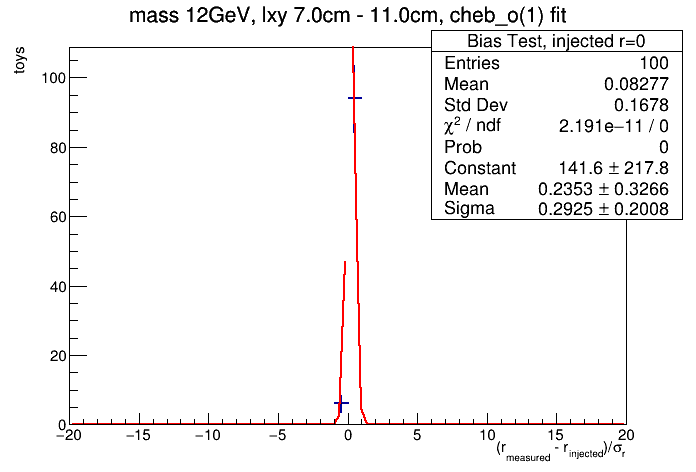 mass 12GeV, lxy 7.0cm - 11.0cm, cheb_o(1) fit
toys
Bias Test, injected r=0
Entries 100
Mean 0.08277
Std Dev 0.1678
χ² / ndf 2.191e−11 / 0
Prob 0
Constant 141.6 ± 217.8
Mean 0.2353 ± 0.3266
Sigma 0.2925 ± 0.2008
100
80
60
40
20
0
−20 −15 −10 −5 0 5 10 15 20
(r_measured - r_injected)/σ_r